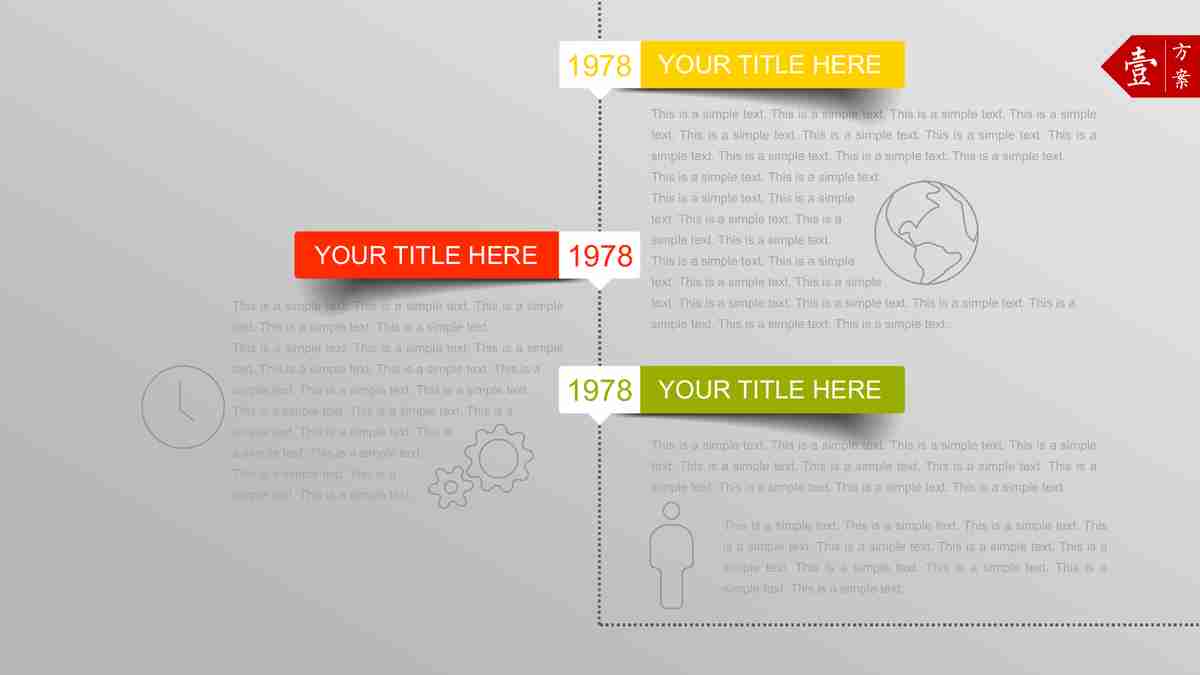 1978 YOUR TITLE HERE
壹 方案
This is a simple text. This is a simple text. This is a simple text. This is a simple
text. This is a simple text. This is a simple text. This is a simple text. This is a
simple text. This is a simple text. This is a simple text. This is a simple text.
This is a simple text. This is a simple text.
This is a simple text. This is a simple
text. This is a simple text. This is a
simple text. This is a simple text.
This is a simple text. This is a simple
text. This is a simple text. This is a simple
text. This is a simple text. This is a simple text. This is a simple text. This is a
simple text. This is a simple text. This is a simple text.
YOUR TITLE HERE 1978
This is a simple text. This is a simple text. This is a simple
text. This is a simple text. This is a simple text.
This is a simple text. This is a simple text. This is a simple
text. This is a simple text. This is a simple text. This is a
simple text. This is a simple text. This is a simple text.
This is a simple text. This is a simple text. This is a
simple text. This is a simple text. This is
a simple text. This is a simple text.
This is a simple text. This is a
simple text. This is a simple text.
1978 YOUR TITLE HERE
This is a simple text. This is a simple text. This is a simple text. This is a simple
text. This is a simple text. This is a simple text. This is a simple text. This is a
simple text. This is a simple text. This is a simple text. This is a simple text.
This is a simple text. This is a simple text. This is a simple text. This
is a simple text. This is a simple text. This is a simple text. This is a
simple text. This is a simple text. This is a simple text. This is a
simple text. This is a simple text.